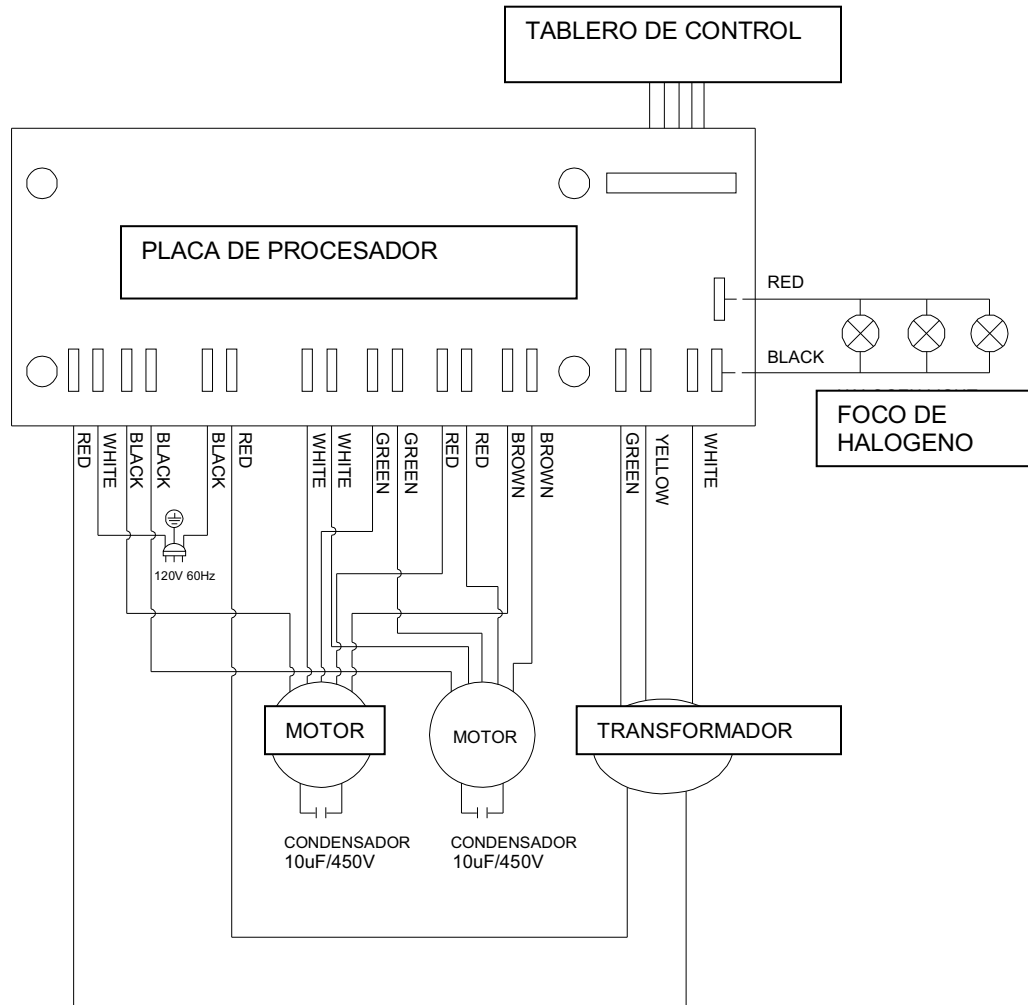 TABLERO DE CONTROL
PLACA DE PROCESADOR
RED
BLACK
FOCO DE
HALOGENO
RED
WHITE
BLACK
BLACK
BLACK
RED
WHITE
WHITE
GREEN
GREEN
RED
RED
BROWN
BROWN
GREEN
YELLOW
WHITE
120V 60Hz
MOTOR
MOTOR
TRANSFORMADOR
CONDENSADOR
10uF/450V
CONDENSADOR
10uF/450V